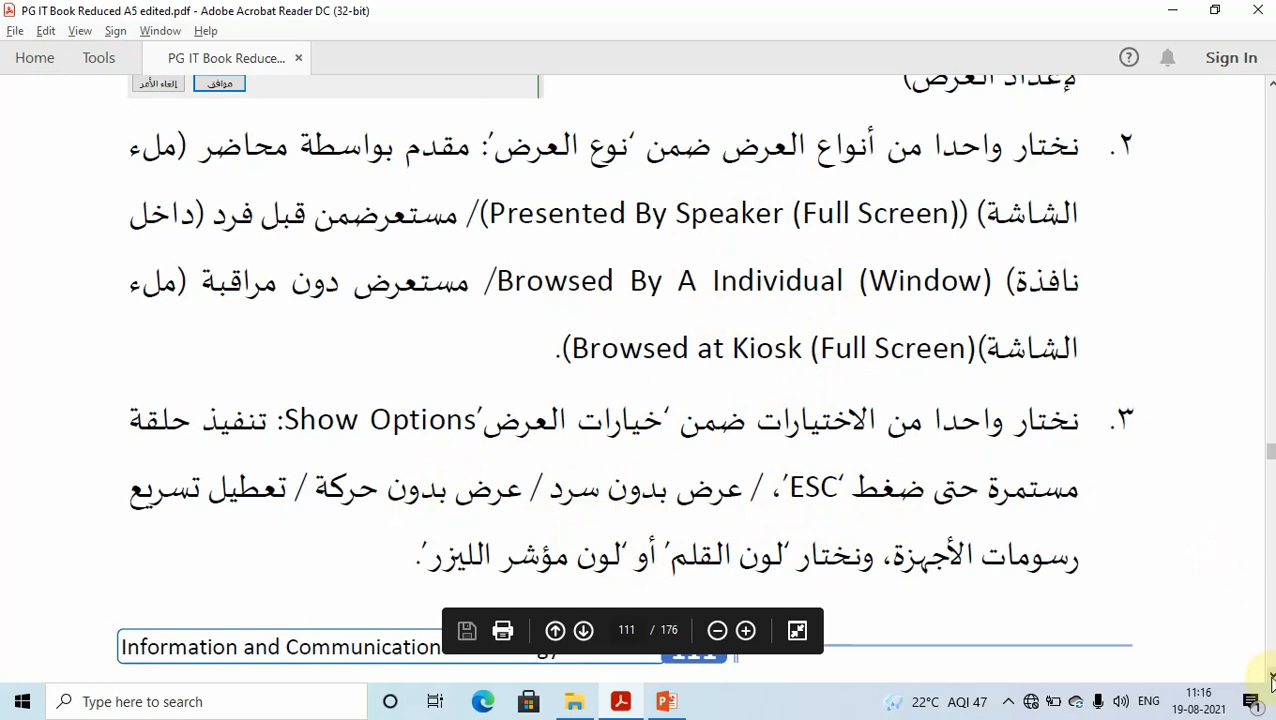 PG IT Book Reduced A5 edited.pdf - Adobe Acrobat Reader DC (32-bit)
File Edit View Sign Window Help
Home Tools PG IT Book Reduce... × Sign In
إلغاء الأمر موافق
لإعداد العرض)
٢. نختار واحدا من أنواع العرض ضمن ‘نوع العرض’: مقدم بواسطة محاضر (ملء
الشاشة) (Presented By Speaker (Full Screen))/ مستعرضمن قبل فرد (داخل
نافذة) Browsed By A Individual (Window)/ مستعرض دون مراقبة (ملء
الشاشة)(Browsed at Kiosk (Full Screen).
٣. نختار واحدا من الاختيارات ضمن ‘خيارات العرض’Show Options: تنفيذ حلقة
مستمرة حتى ضغط ‘ESC’، / عرض بدون سرد / عرض بدون حركة / تعطيل تسريع
رسومات الأجهزة، ونختار ‘لون القلم’ أو ‘لون مؤشر الليزر’.
111 / 176
Information and Communication
111
Type here to search
22°C AQI 47 ENG 11:16
19-08-2021